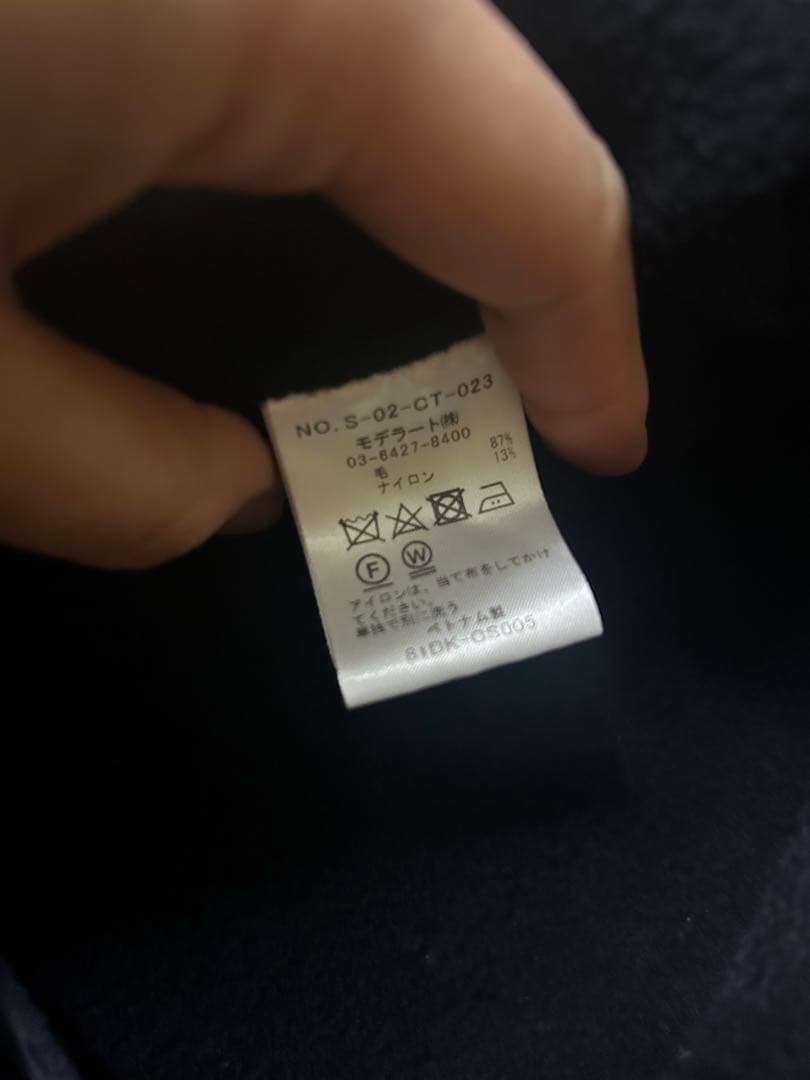 NO. S-02-CT-023
モデラート㈱
03-6427-8400
毛 87%
ナイロン 13%
F W
アイロンは、当て布をしてかけ
てください。
単独で別に洗う
ベトナム製
81DK-OS005